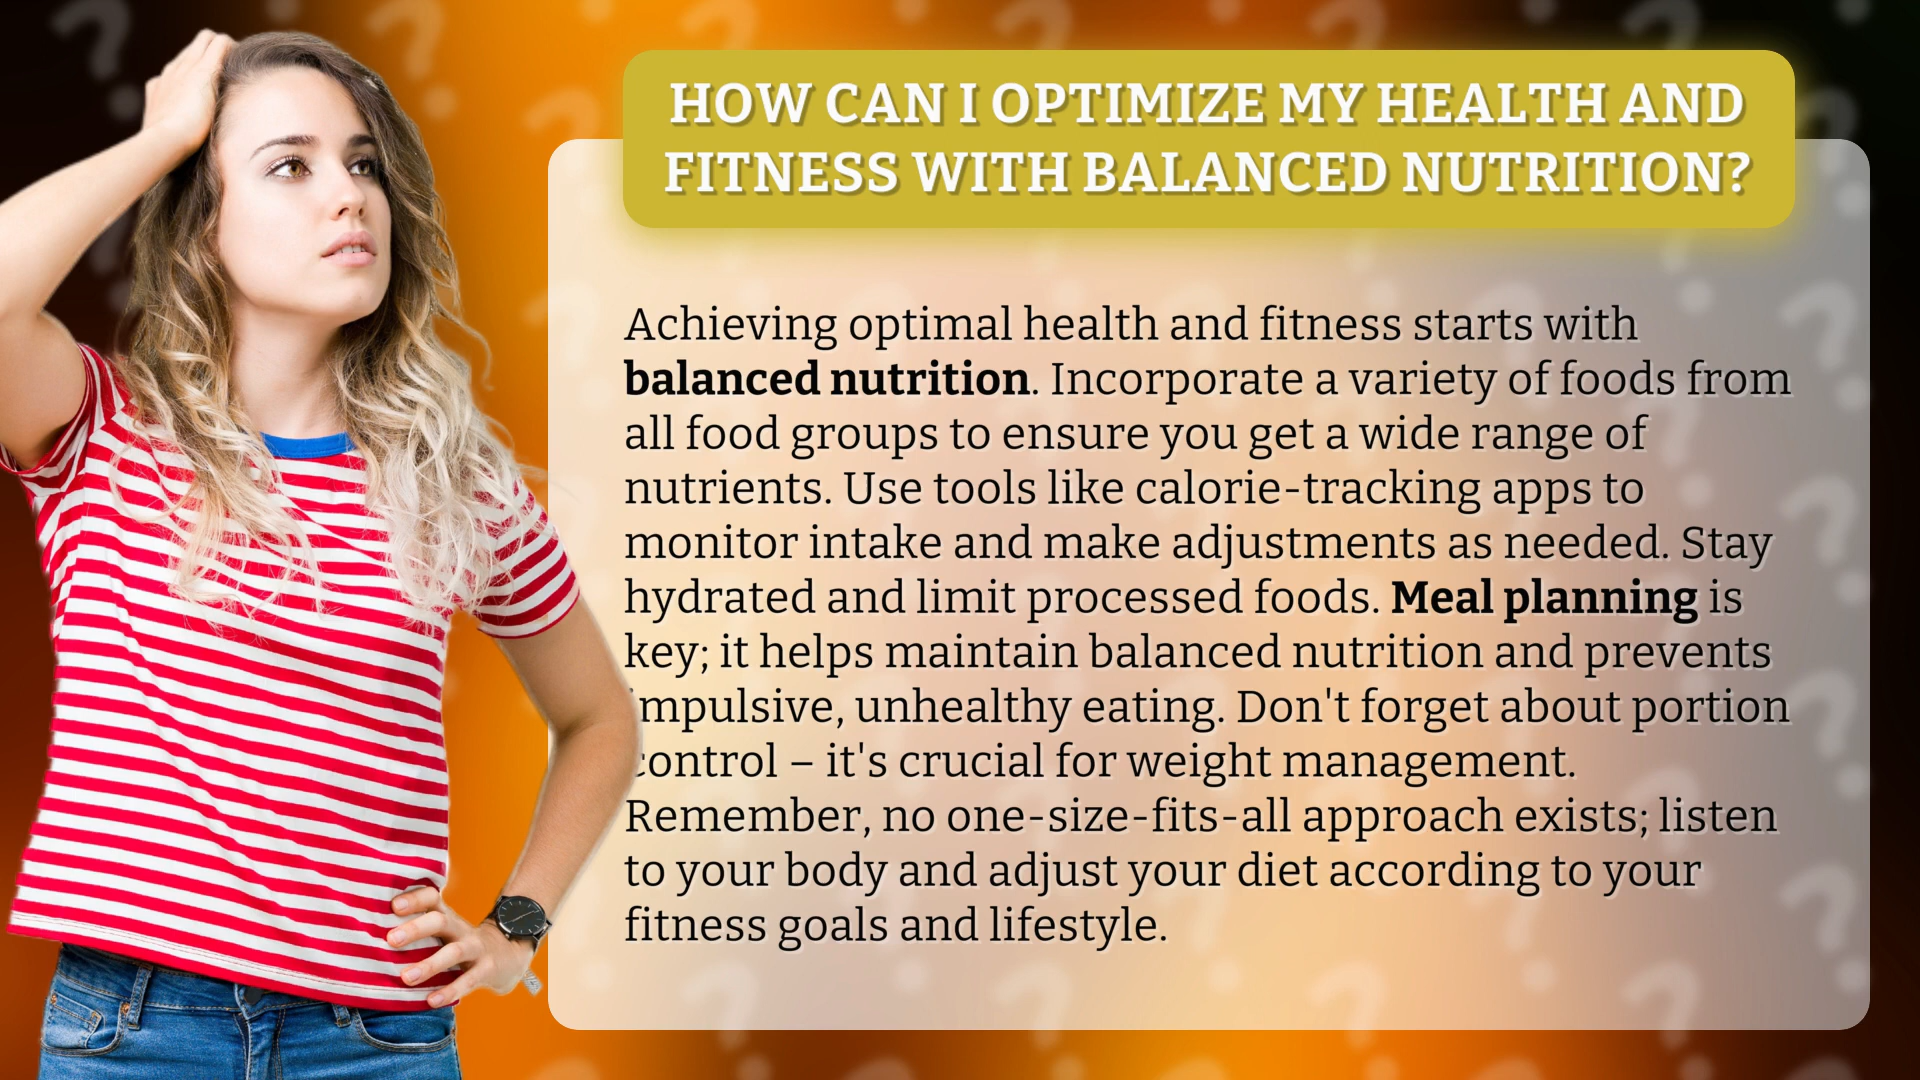 HOW CAN I OPTIMIZE MY HEALTH AND
FITNESS WITH BALANCED NUTRITION?
Achieving optimal health and fitness starts with
balanced nutrition. Incorporate a variety of foods from
all food groups to ensure you get a wide range of
nutrients. Use tools like calorie-tracking apps to
monitor intake and make adjustments as needed. Stay
hydrated and limit processed foods. Meal planning is
key; it helps maintain balanced nutrition and prevents
impulsive, unhealthy eating. Don't forget about portion
control – it's crucial for weight management.
Remember, no one-size-fits-all approach exists; listen
to your body and adjust your diet according to your
fitness goals and lifestyle.